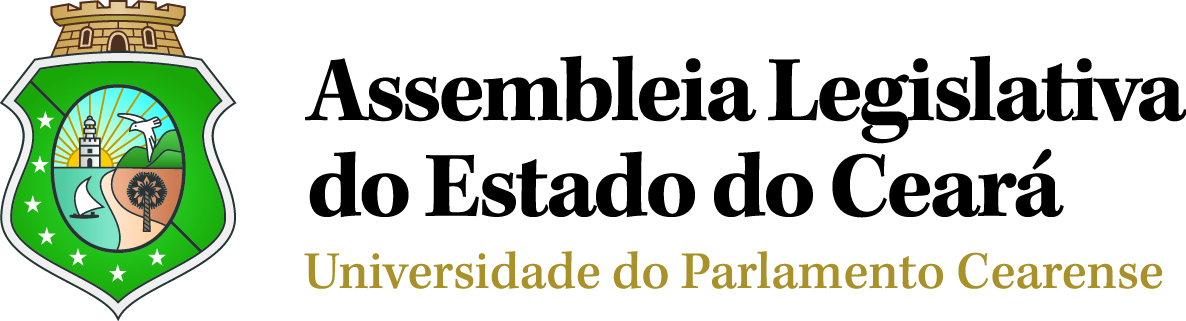 Assembleia Legislativa
do Estado do Ceará
Universidade do Parlamento Cearense